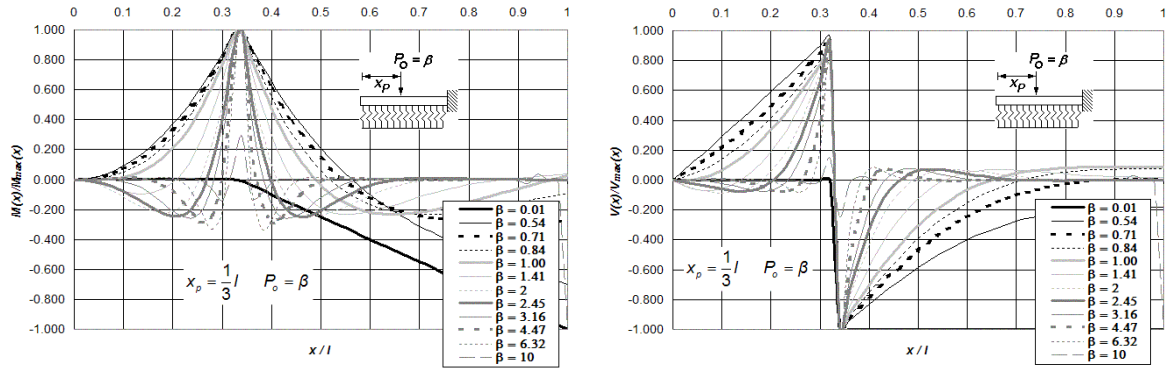 0 0.1 0.2 0.3 0.4 0.5 0.6 0.7 0.8 0.9 1
1.000
0.800
0.600
0.400
0.200
0.000
-0.200
-0.400
-0.600
-0.800
-1.000
M(x)/Mmax(x)
x / l
Po = β
xP
xp = 1/3 l Po = β
β = 0.01
β = 0.54
β = 0.71
β = 0.84
β = 1.00
β = 1.41
β = 2
β = 2.45
β = 3.16
β = 4.47
β = 6.32
β = 10
0 0.1 0.2 0.3 0.4 0.5 0.6 0.7 0.8 0.9 1
1.000
0.800
0.600
0.400
0.200
0.000
-0.200
-0.400
-0.600
-0.800
-1.000
V(x)/Vmax(x)
x / l
Po = β
xP
xp = 1/3 l Po = β
β = 0.01
β = 0.54
β = 0.71
β = 0.84
β = 1.00
β = 1.41
β = 2
β = 2.45
β = 3.16
β = 4.47
β = 6.32
β = 10